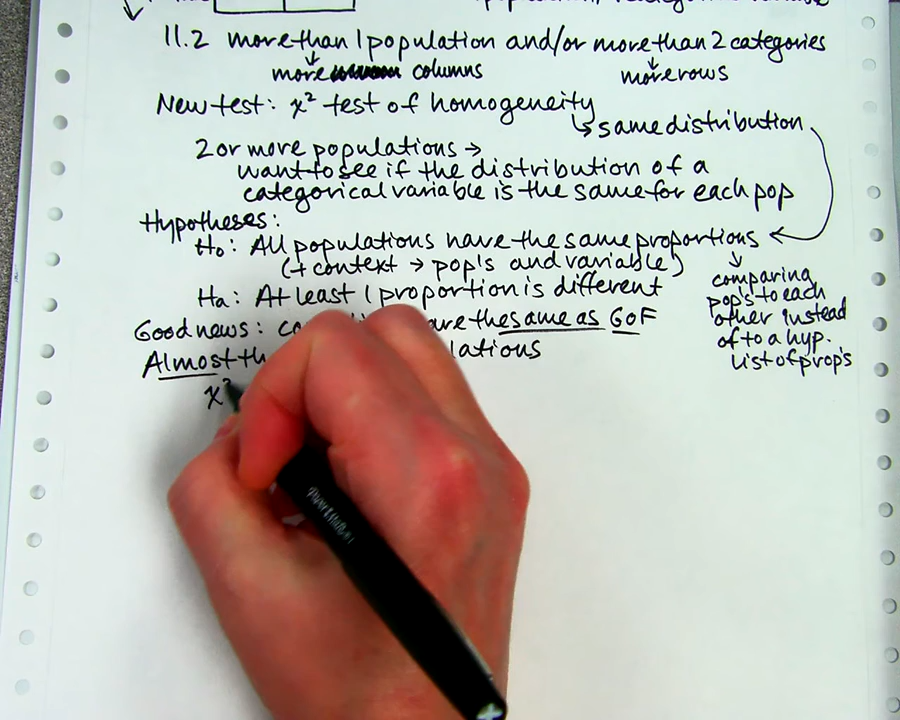 11.2 more than 1 population and/or more than 2 categories
more columns
more rows
New test: χ² test of homogeneity
same distribution
2 or more populations →
want to see if the distribution of a
categorical variable is the same for each pop
Hypotheses:
Ho: All populations have the same proportions
(+ context → pop's and variable)
comparing
pop's to each
other instead
of to a hyp.
list of prop's
Ha: At least 1 proportion is different
Good news: are the same as GoF
Almost
χ²
PaperMate